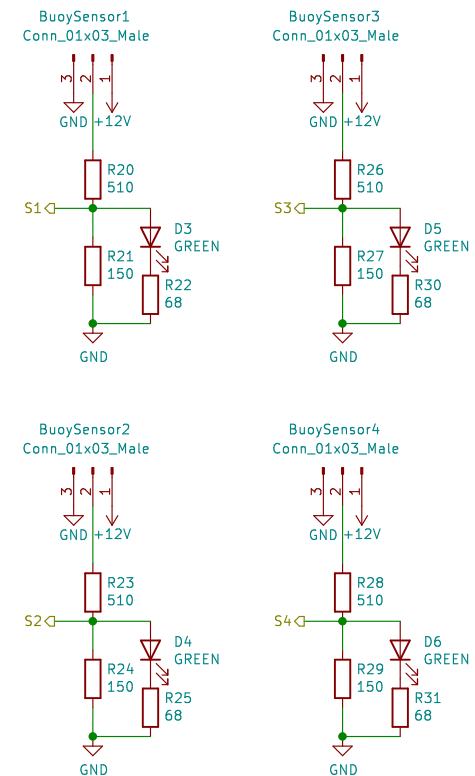 BuoySensor1
Conn_01x03_Male
3
2
1
GND
+12V
R20
510
S1
D3
GREEN
R21
150
R22
68
GND
BuoySensor3
Conn_01x03_Male
3
2
1
GND
+12V
R26
510
S3
D5
GREEN
R27
150
R30
68
GND
BuoySensor2
Conn_01x03_Male
3
2
1
GND
+12V
R23
510
S2
D4
GREEN
R24
150
R25
68
GND
BuoySensor4
Conn_01x03_Male
3
2
1
GND
+12V
R28
510
S4
D6
GREEN
R29
150
R31
68
GND